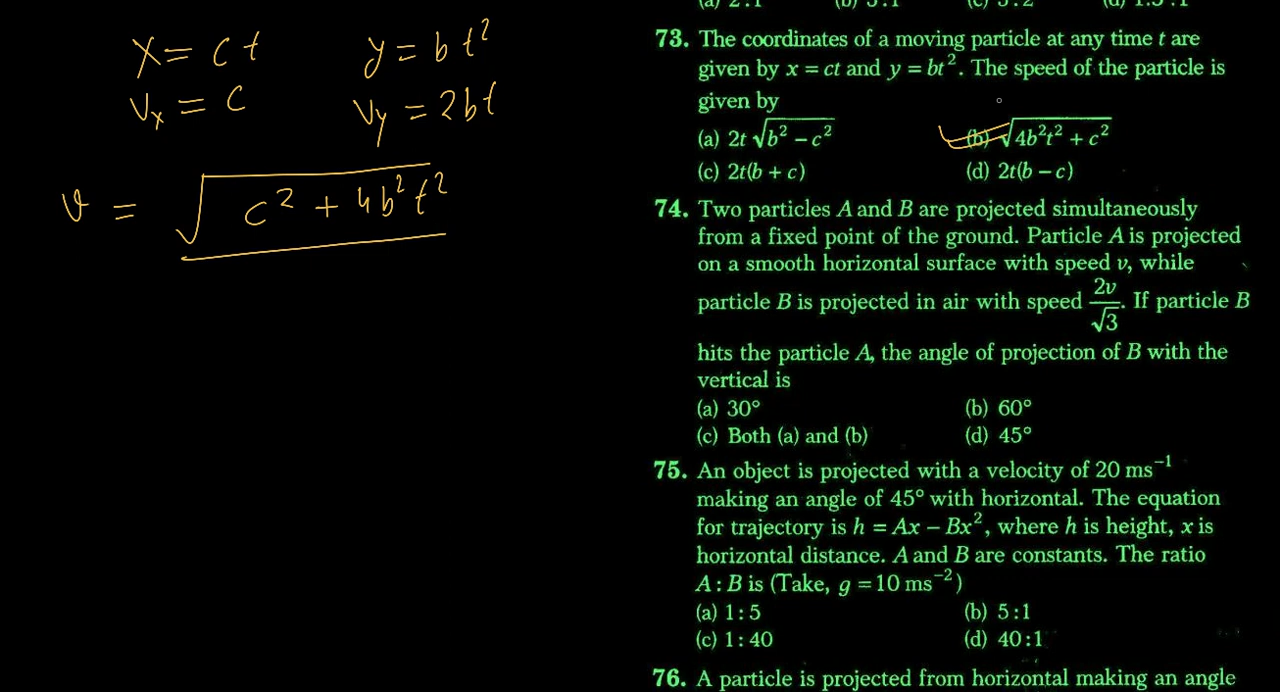 x = ct y = bt²
Vx = c Vy = 2bt
v = √(c² + 4b²t²)
73. The coordinates of a moving particle at any time t are
given by x = ct and y = bt². The speed of the particle is
given by
(a) 2t √(b² – c²) (b) √(4b²t² + c²)
(c) 2t(b + c) (d) 2t(b – c)
74. Two particles A and B are projected simultaneously
from a fixed point of the ground. Particle A is projected
on a smooth horizontal surface with speed v, while
particle B is projected in air with speed 2v/√3. If particle B
hits the particle A, the angle of projection of B with the
vertical is
(a) 30° (b) 60°
(c) Both (a) and (b) (d) 45°
75. An object is projected with a velocity of 20 ms⁻¹
making an angle of 45° with horizontal. The equation
for trajectory is h = Ax – Bx², where h is height, x is
horizontal distance. A and B are constants. The ratio
A : B is (Take, g = 10 ms⁻²)
(a) 1 : 5 (b) 5 : 1
(c) 1 : 40 (d) 40 : 1
76. A particle is projected from horizontal making an angle